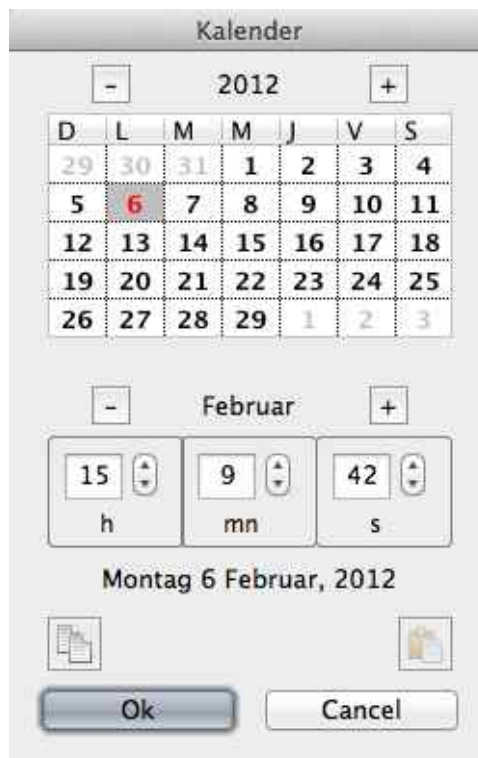 Kalender
- 2012 +
D L M M J V S
29 30 31 1 2 3 4
5 6 7 8 9 10 11
12 13 14 15 16 17 18
19 20 21 22 23 24 25
26 27 28 29 1 2 3
- Februar +
15 9 42
h mn s
Montag 6 Februar, 2012
Ok Cancel